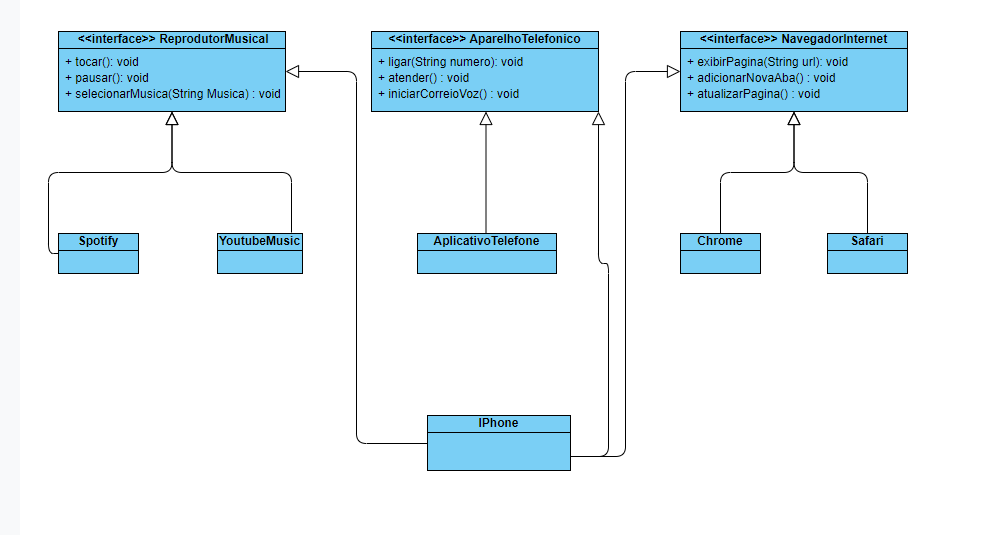 <<interface>> ReprodutorMusical
+ tocar(): void
+ pausar(): void
+ selecionarMusica(String Musica) : void
<<interface>> AparelhoTelefonico
+ ligar(String numero): void
+ atender() : void
+ iniciarCorreioVoz() : void
<<interface>> NavegadorInternet
+ exibirPagina(String url): void
+ adicionarNovaAba() : void
+ atualizarPagina() : void
Spotify
YoutubeMusic
AplicativoTelefone
Chrome
Safari
IPhone